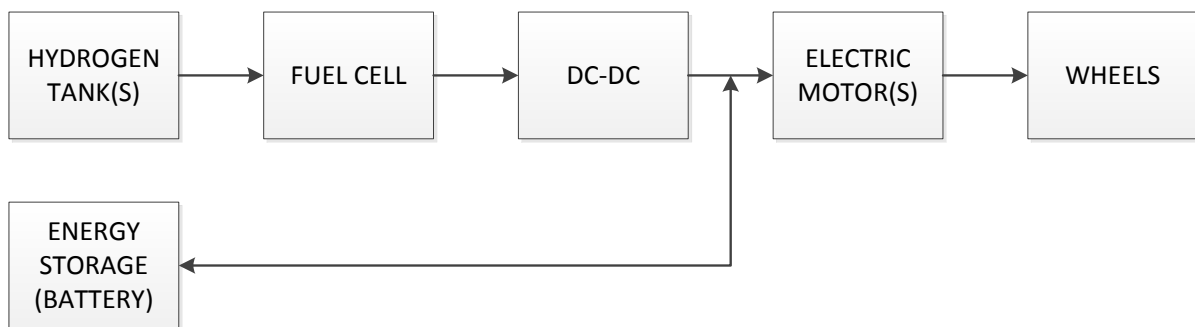 HYDROGEN
TANK(S)
FUEL CELL
DC-DC
ELECTRIC
MOTOR(S)
WHEELS
ENERGY
STORAGE
(BATTERY)